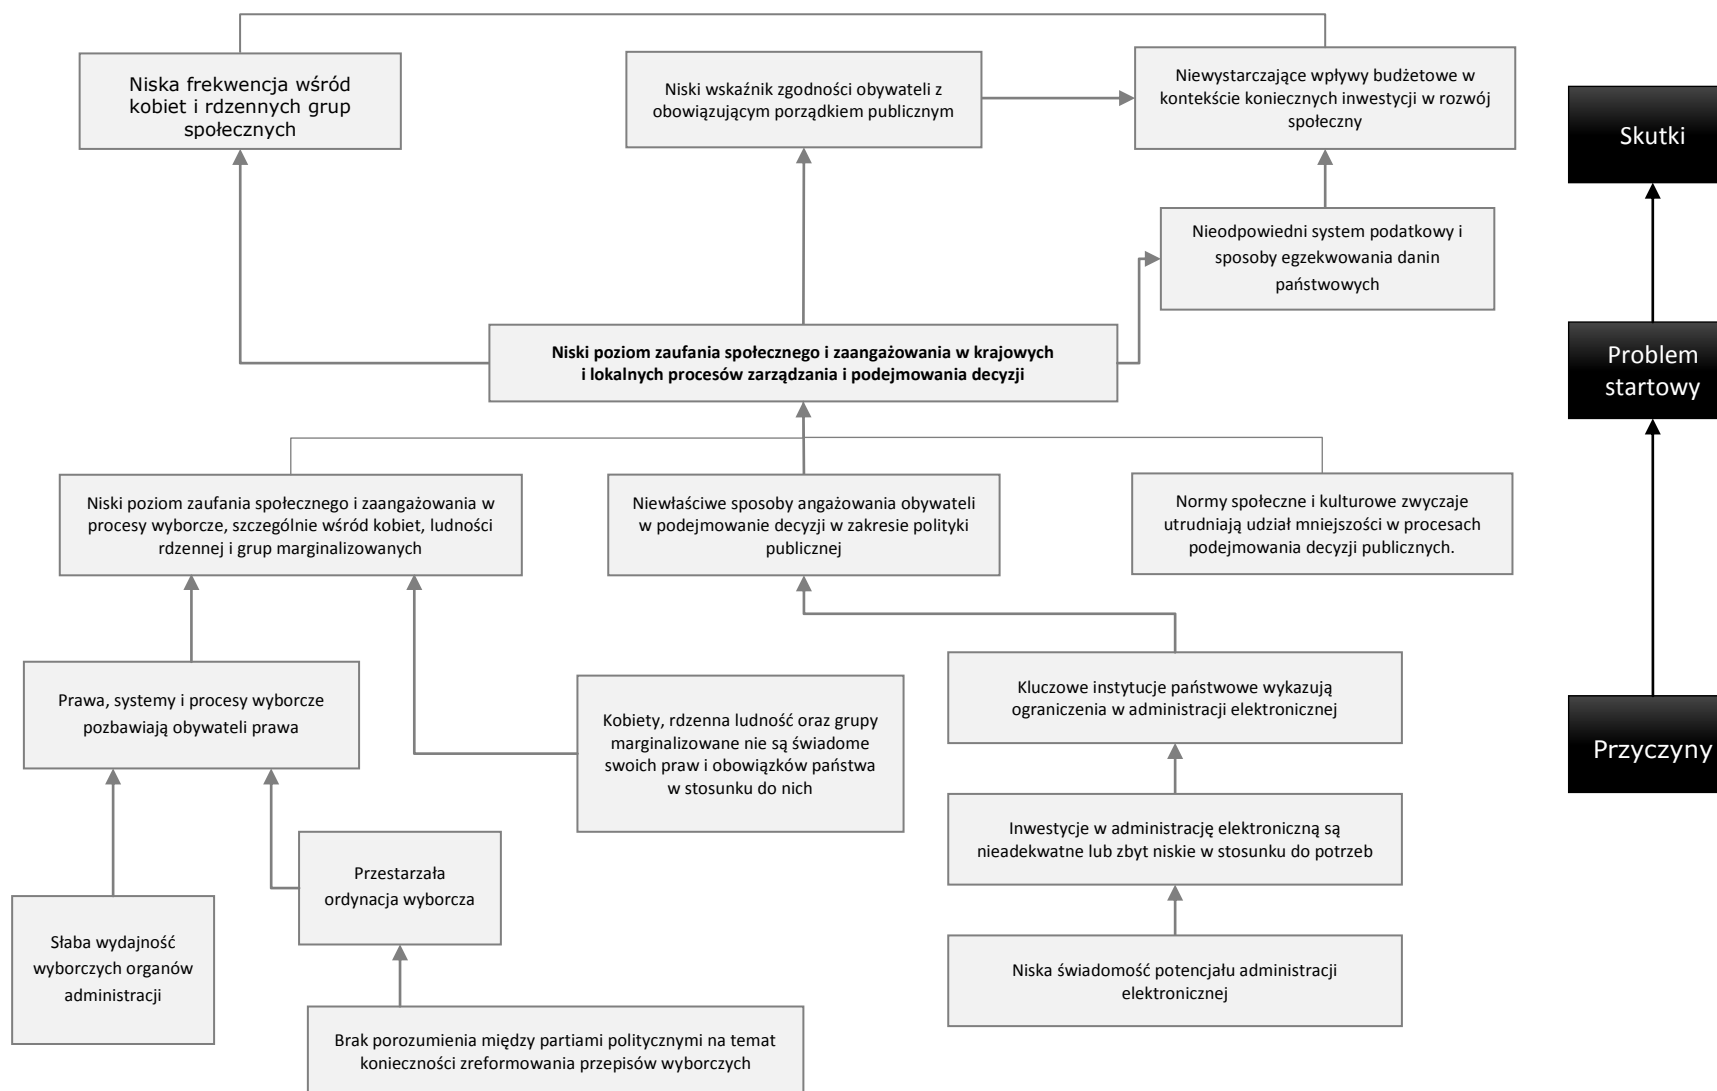 Niska frekwencja wśród
kobiet i rdzennych grup
społecznych
Niski wskaźnik zgodności obywateli z
obowiązującym porządkiem publicznym
Niewystarczające wpływy budżetowe w
kontekście koniecznych inwestycji w rozwój
społeczny
Skutki
Nieodpowiedni system podatkowy i
sposoby egzekwowania danin
państwowych
Niski poziom zaufania społecznego i zaangażowania w krajowych
i lokalnych procesów zarządzania i podejmowania decyzji
Problem
startowy
Niski poziom zaufania społecznego i zaangażowania w
procesy wyborcze, szczególnie wśród kobiet, ludności
rdzennej i grup marginalizowanych
Niewłaściwe sposoby angażowania obywateli
w podejmowanie decyzji w zakresie polityki
publicznej
Normy społeczne i kulturowe zwyczaje
utrudniają udział mniejszości w procesach
podejmowania decyzji publicznych.
Prawa, systemy i procesy wyborcze
pozbawiają obywateli prawa
Kobiety, rdzenna ludność oraz grupy
marginalizowane nie są świadome
swoich praw i obowiązków państwa
w stosunku do nich
Kluczowe instytucje państwowe wykazują
ograniczenia w administracji elektronicznej
Przyczyny
Inwestycje w administrację elektroniczną są
nieadekwatne lub zbyt niskie w stosunku do potrzeb
Przestarzała
ordynacja wyborcza
Słaba wydajność
wyborczych organów
administracji
Niska świadomość potencjału administracji
elektronicznej
Brak porozumienia między partiami politycznymi na temat
konieczności zreformowania przepisów wyborczych